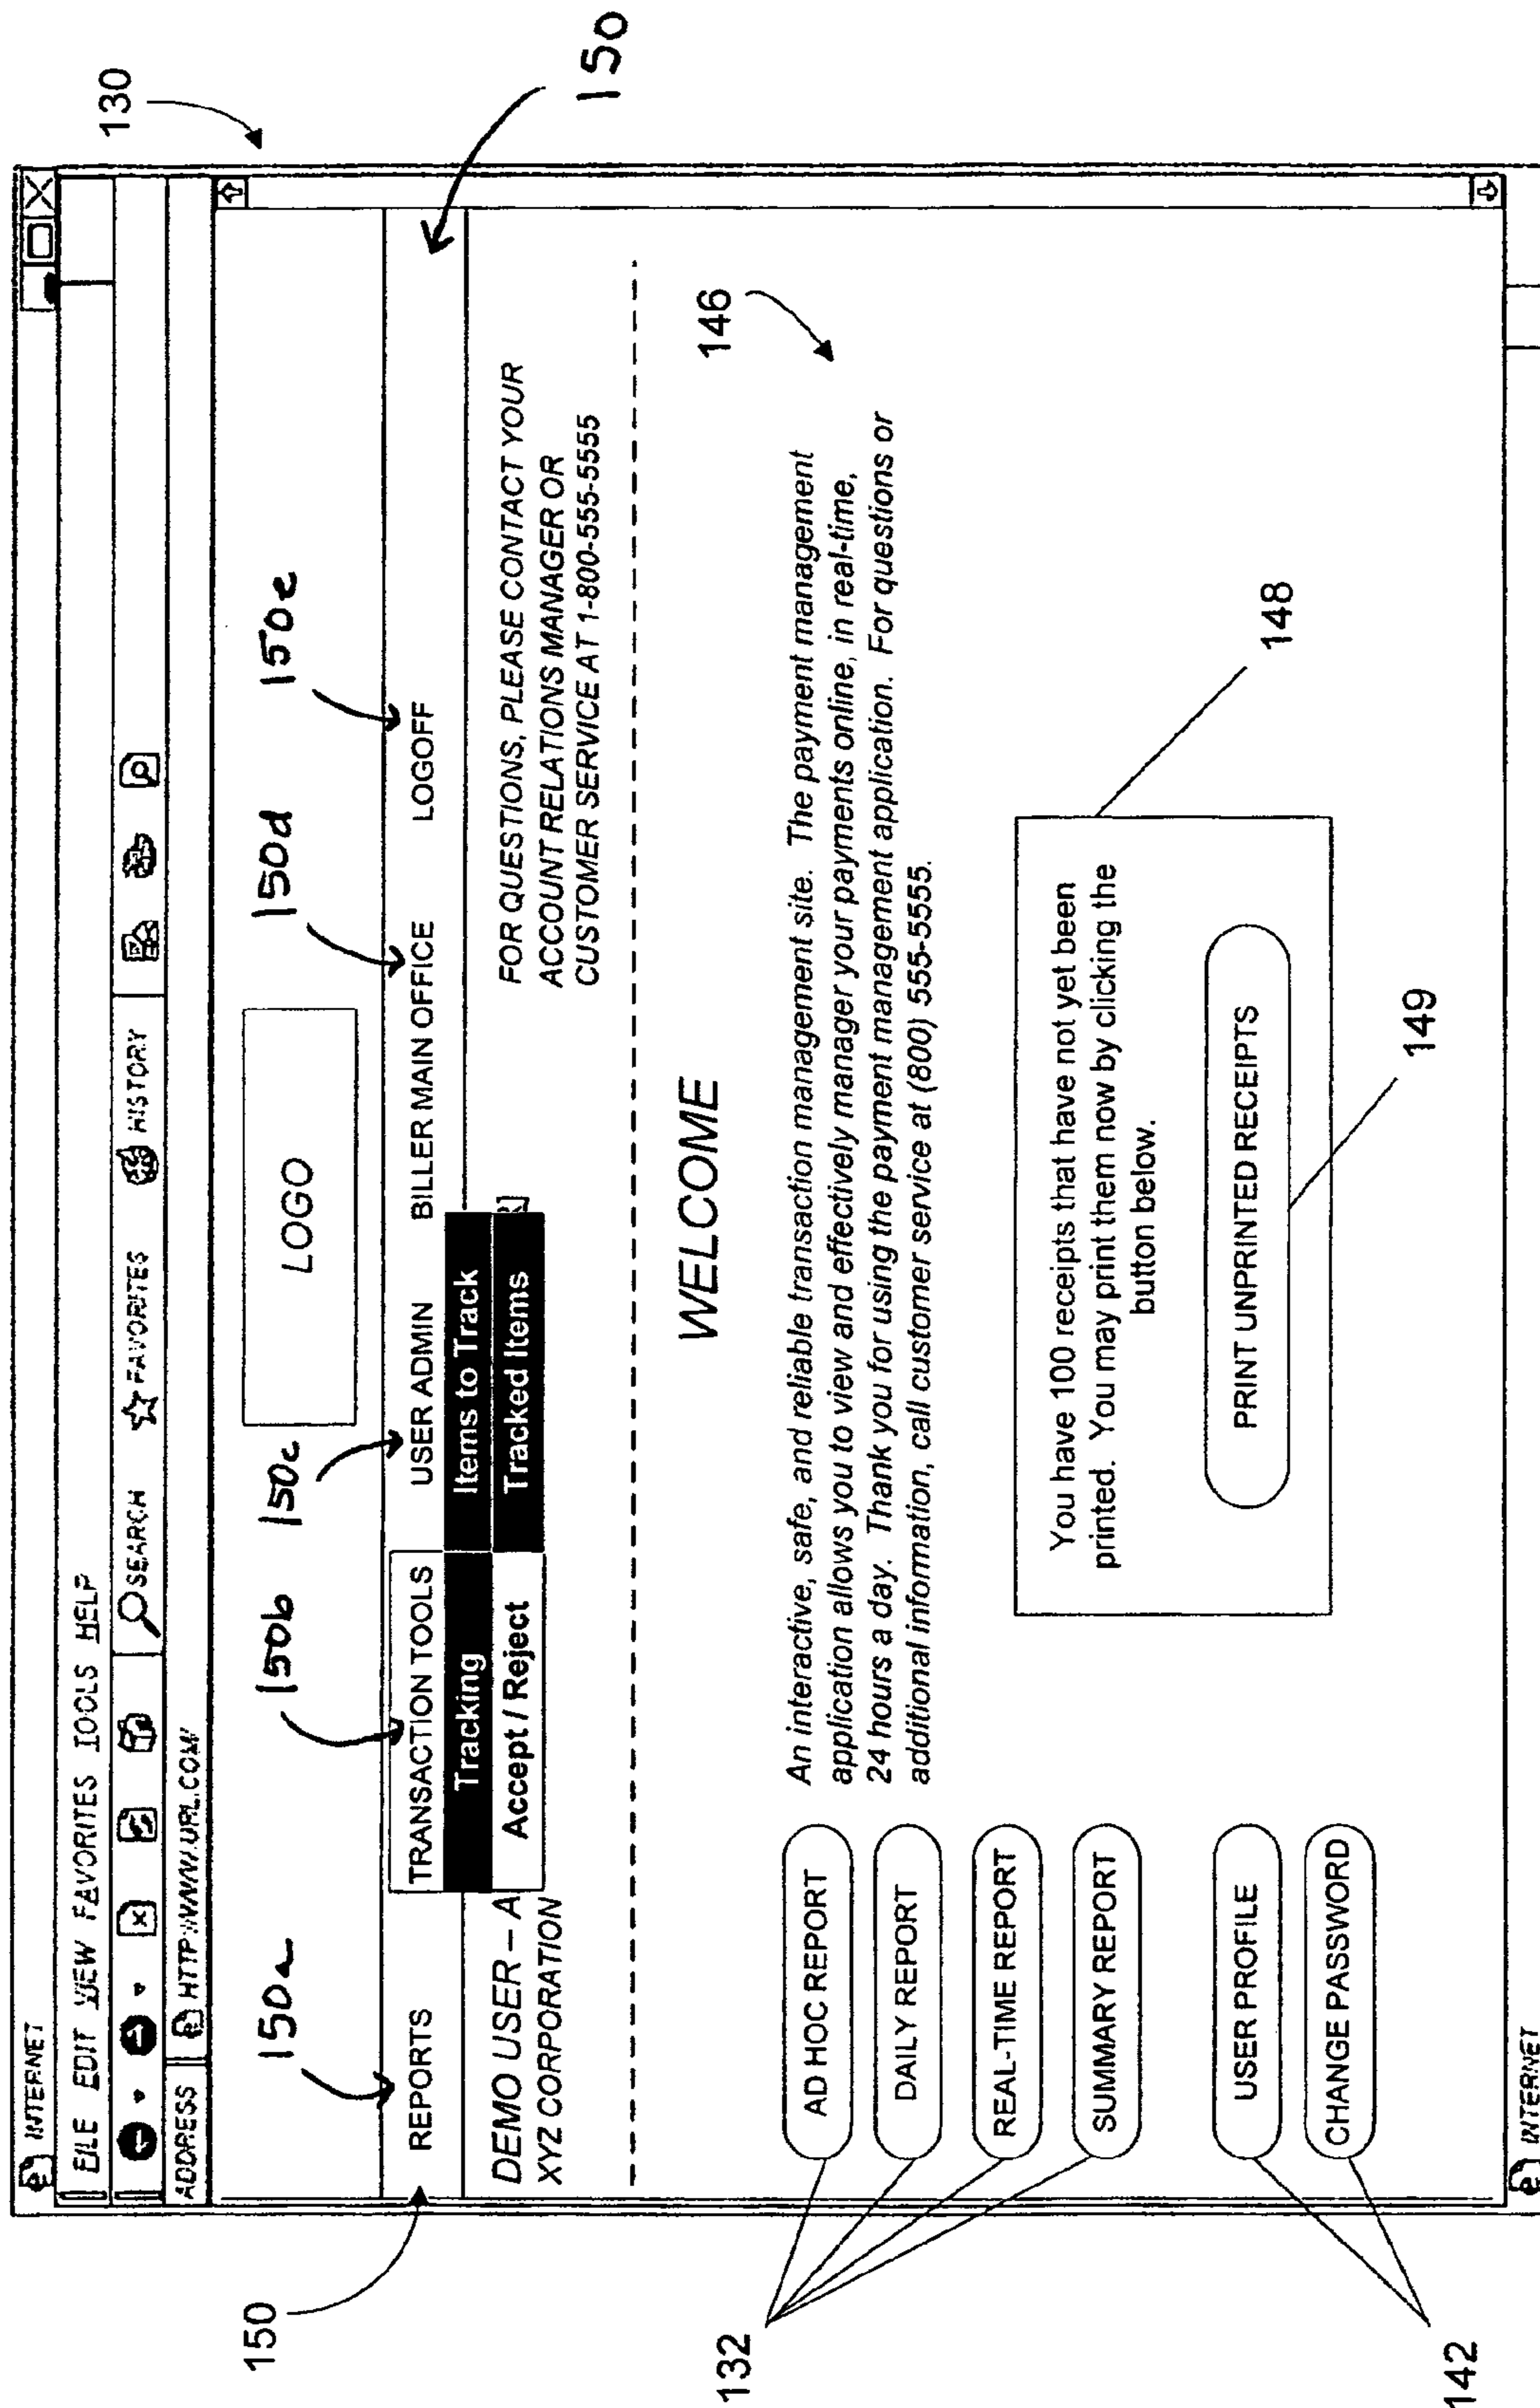 130
INTERNET
FILE EDIT VIEW FAVORITES TOOLS HELP
SEARCH FAVORITES HISTORY
ADDRESS HTTP://WWW.URL.COM/
LOGO
150a 150b 150c 150d 150e
150 REPORTS TRANSACTION TOOLS USER ADMIN BILLER MAIN OFFICE LOGOFF 150
Tracking Items to Track
Accept / Reject Tracked Items
DEMO USER – A
XYZ CORPORATION
FOR QUESTIONS, PLEASE CONTACT YOUR
ACCOUNT RELATIONS MANAGER OR
CUSTOMER SERVICE AT 1-800-555-5555
WELCOME
146
An interactive, safe, and reliable transaction management site. The payment management
application allows you to view and effectively manager your payments online, in real-time,
24 hours a day. Thank you for using the payment management application. For questions or
additional information, call customer service at (800) 555-5555.
132
AD HOC REPORT
DAILY REPORT
REAL-TIME REPORT
SUMMARY REPORT
142
USER PROFILE
CHANGE PASSWORD
You have 100 receipts that have not yet been
printed. You may print them now by clicking the
button below.
148
PRINT UNPRINTED RECEIPTS
149
INTERNET